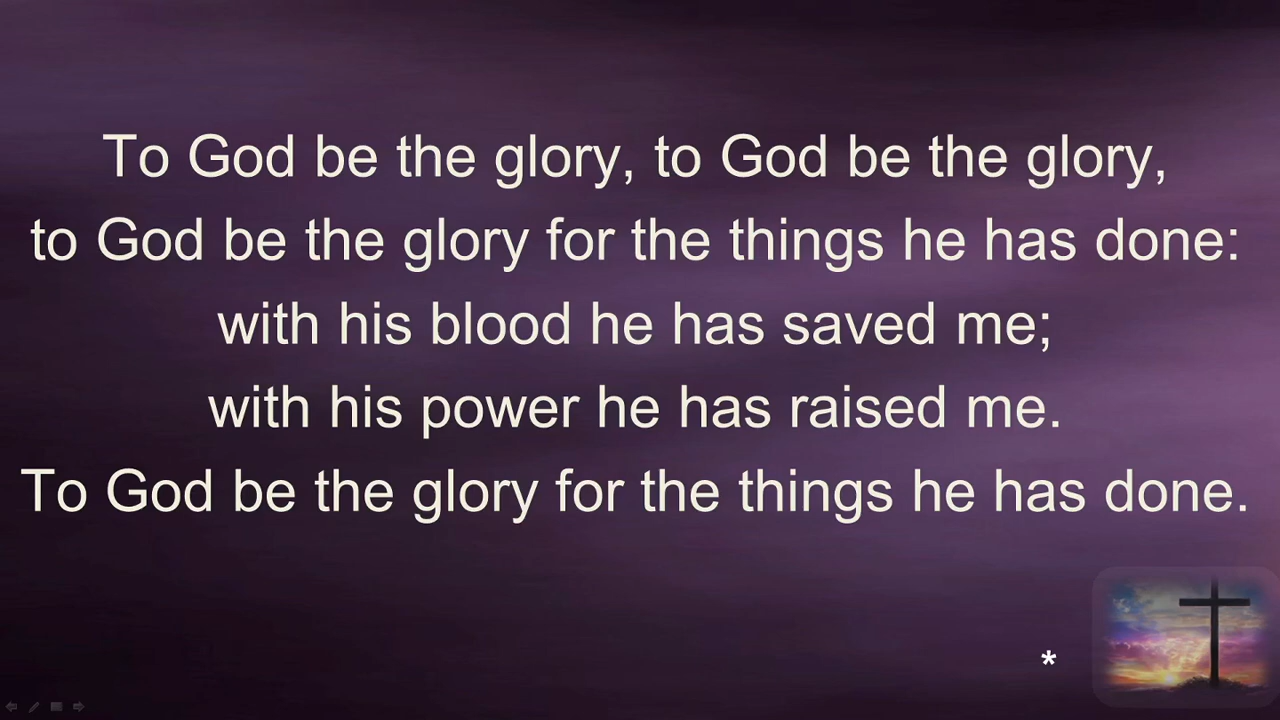 To God be the glory, to God be the glory,
to God be the glory for the things he has done:
with his blood he has saved me;
with his power he has raised me.
To God be the glory for the things he has done.
*